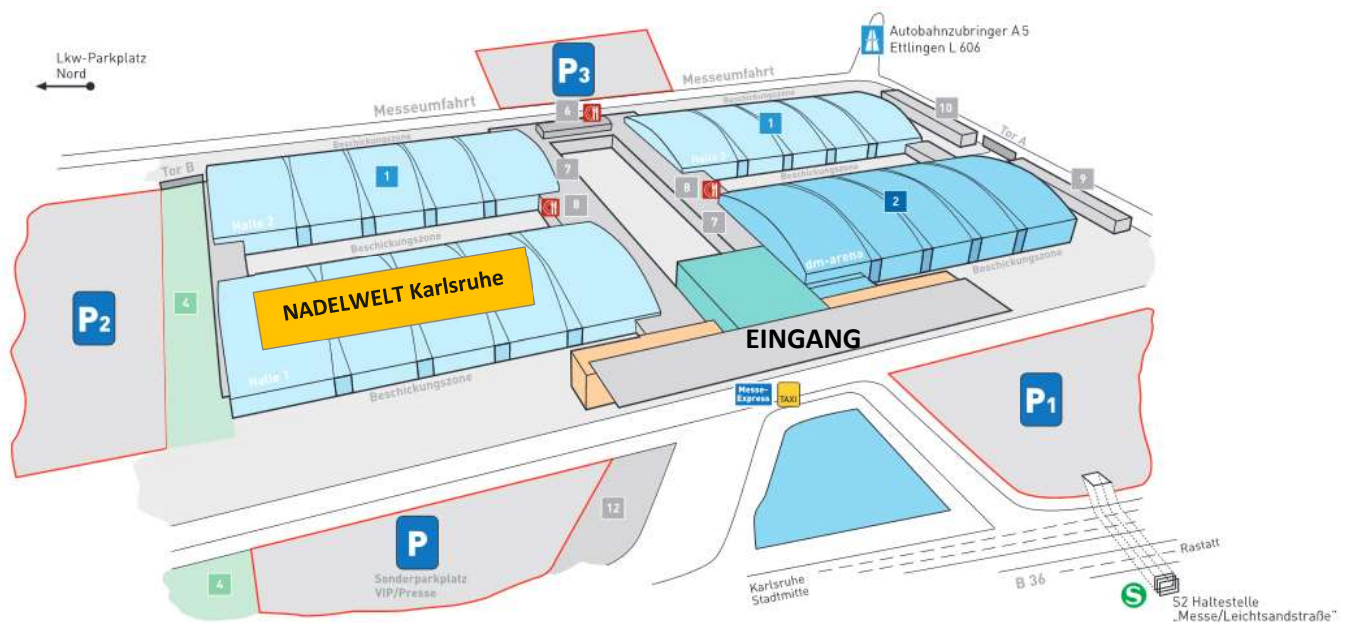 Autobahnzubringer A 5
Ettlingen L 606
Lkw-Parkplatz
Nord
P3
Messeumfahrt
Messeumfahrt
Beschickungszone
6
10
Beschickungszone
1
Tor A
Tor B
1
7
Beschickungszone
9
8
2
8
7
Halle 2
Beschickungszone
dm-arena
Beschickungszone
NADELWELT Karlsruhe
4
P2
EINGANG
Halle 1
Beschickungszone
Messe-
Express
TAXI
P1
12
P
Sonderparkplatz
VIP/Presse
4
Karlsruhe
Stadtmitte
B 36
Rastatt
S
S2 Haltestelle
„Messe/Leichtsandstraße"